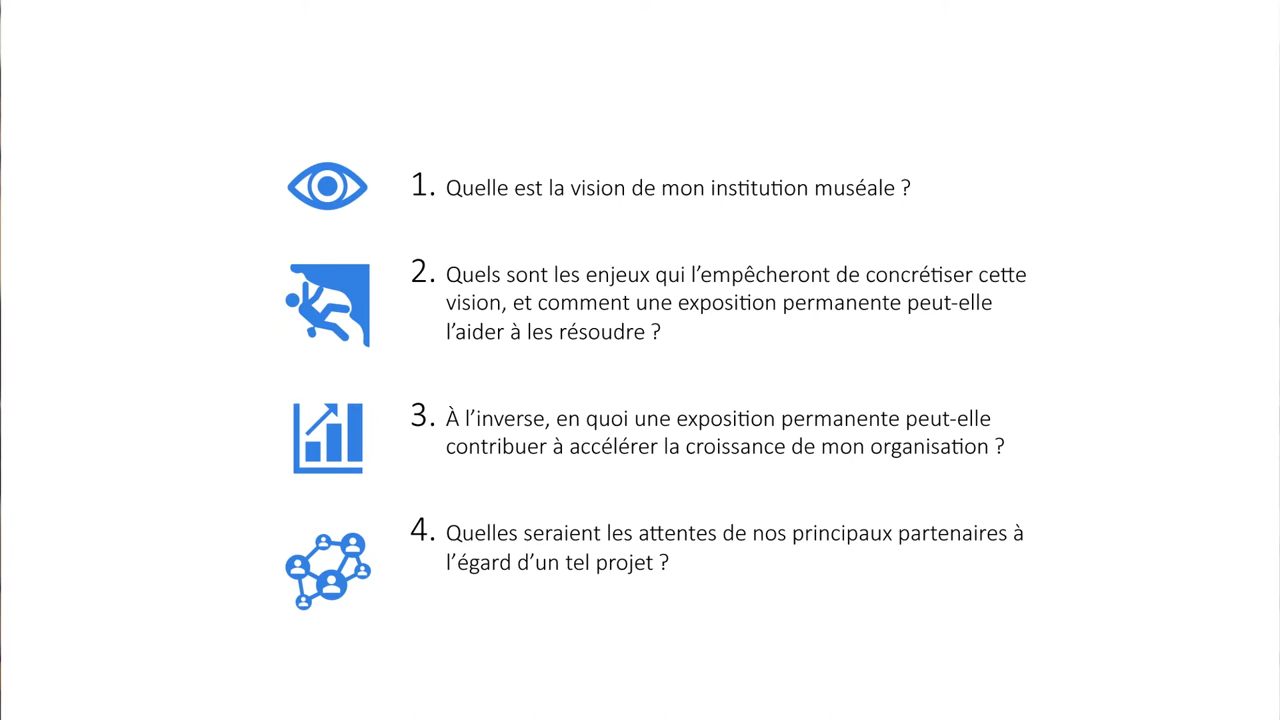 1. Quelle est la vision de mon institution muséale ?
2. Quels sont les enjeux qui l’empêcheront de concrétiser cette
vision, et comment une exposition permanente peut-elle
l’aider à les résoudre ?
3. À l’inverse, en quoi une exposition permanente peut-elle
contribuer à accélérer la croissance de mon organisation ?
4. Quelles seraient les attentes de nos principaux partenaires à
l’égard d’un tel projet ?